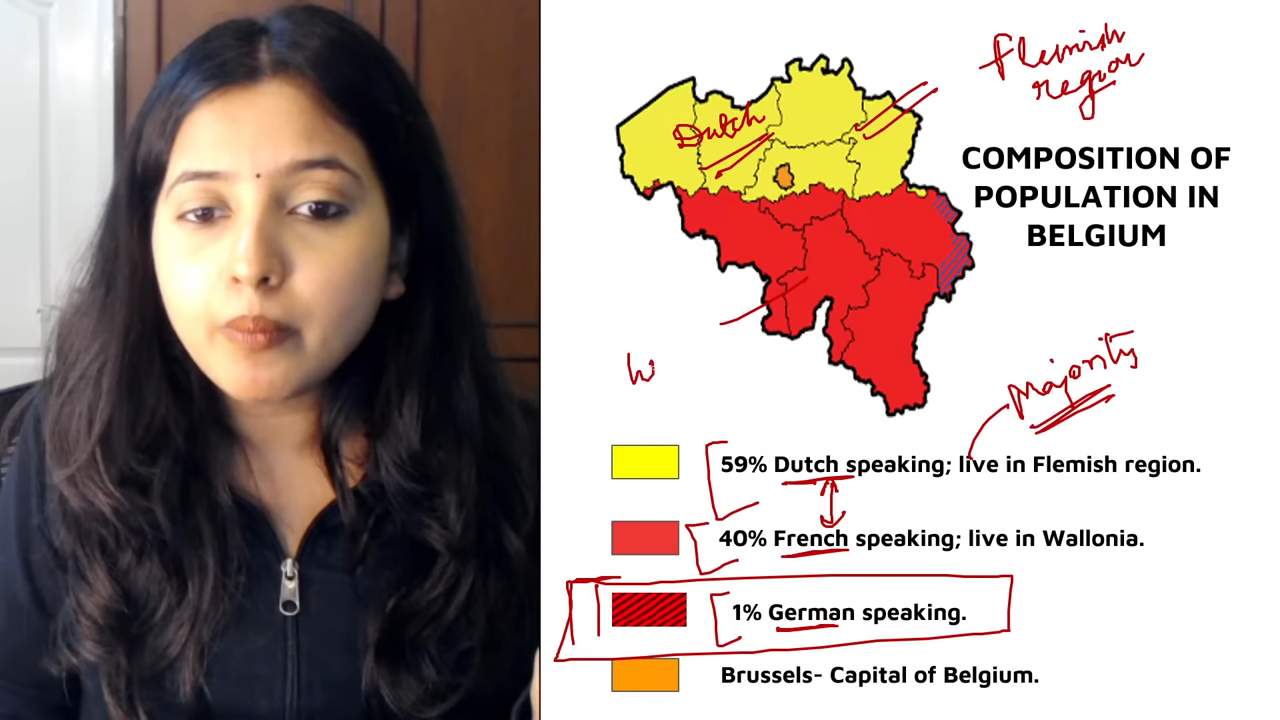 Flemish
region
Dutch
COMPOSITION OF
POPULATION IN
BELGIUM
W
Majority
59% Dutch speaking; live in Flemish region.
40% French speaking; live in Wallonia.
1% German speaking.
Brussels- Capital of Belgium.